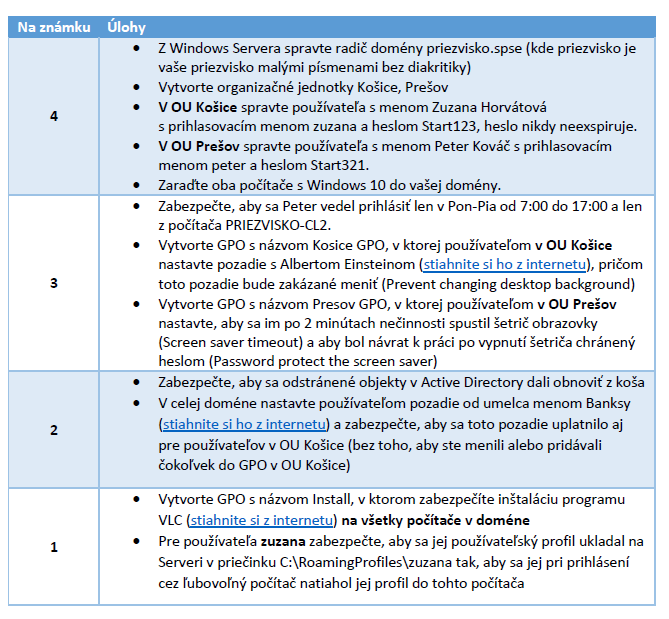 Na známku Úlohy
4
• Z Windows Servera spravte radič domény priezvisko.spse (kde priezvisko je
vaše priezvisko malými písmenami bez diakritiky)
• Vytvorte organizačné jednotky Košice, Prešov
• V OU Košice spravte používateľa s menom Zuzana Horvátová
s prihlasovacím menom zuzana a heslom Start123, heslo nikdy neexspiruje.
• V OU Prešov spravte používateľa s menom Peter Kováč s prihlasovacím
menom peter a heslom Start321.
• Zaraďte oba počítače s Windows 10 do vašej domény.
3
• Zabezpečte, aby sa Peter vedel prihlásiť len v Pon-Pia od 7:00 do 17:00 a len
z počítača PRIEZVISKO-CL2.
• Vytvorte GPO s názvom Kosice GPO, v ktorej používateľom v OU Košice
nastavte pozadie s Albertom Einsteinom (stiahnite si ho z internetu), pričom
toto pozadie bude zakázané meniť (Prevent changing desktop background)
• Vytvorte GPO s názvom Presov GPO, v ktorej používateľom v OU Prešov
nastavte, aby sa im po 2 minútach nečinnosti spustil šetrič obrazovky
(Screen saver timeout) a aby bol návrat k práci po vypnutí šetriča chránený
heslom (Password protect the screen saver)
2
• Zabezpečte, aby sa odstránené objekty v Active Directory dali obnoviť z koša
• V celej doméne nastavte používateľom pozadie od umelca menom Banksy
(stiahnite si ho z internetu) a zabezpečte, aby sa toto pozadie uplatnilo aj
pre používateľov v OU Košice (bez toho, aby ste menili alebo pridávali
čokoľvek do GPO v OU Košice)
1
• Vytvorte GPO s názvom Install, v ktorom zabezpečíte inštaláciu programu
VLC (stiahnite si z internetu) na všetky počítače v doméne
• Pre používateľa zuzana zabezpečte, aby sa jej používateľský profil ukladal na
Serveri v priečinku C:\RoamingProfiles\zuzana tak, aby sa jej pri prihlásení
cez ľubovoľný počítač natiahol jej profil do tohto počítača